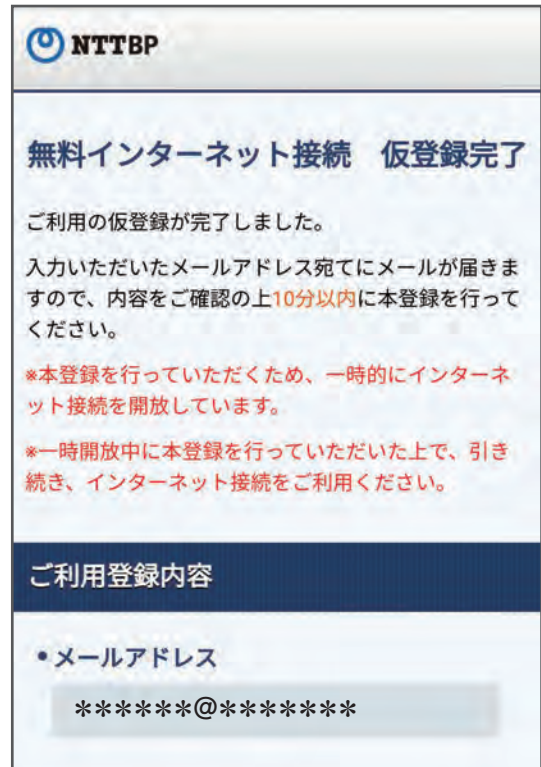 NTTBP
無料インターネット接続　仮登録完了
ご利用の仮登録が完了しました。
入力いただいたメールアドレス宛てにメールが届きま
すので、内容をご確認の上10分以内に本登録を行って
ください。
※本登録を行っていただくため、一時的にインターネ
ット接続を開放しています。
※一時開放中に本登録を行っていただいた上で、引き
続き、インターネット接続をご利用ください。
ご利用登録内容
•メールアドレス
******@*******